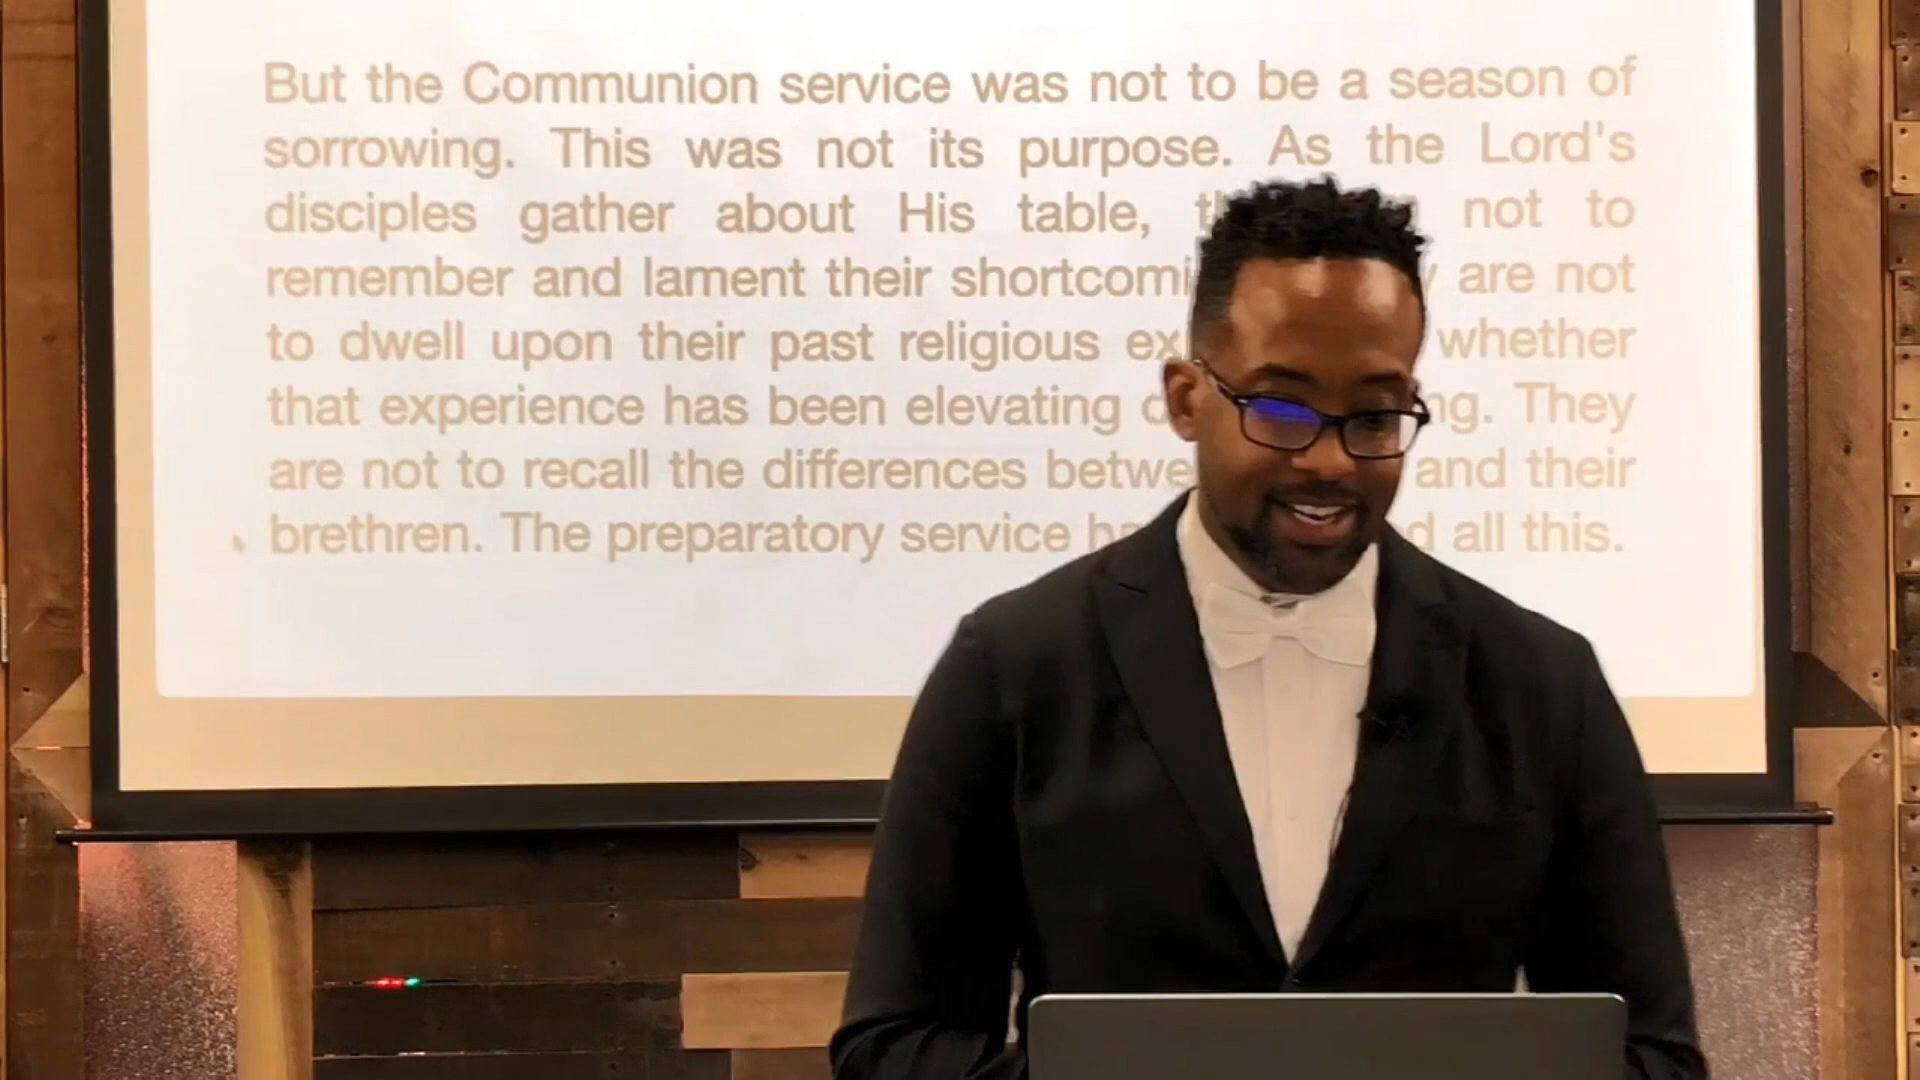 But the Communion service was not to be a season of
sorrowing. This was not its purpose. As the Lord's
disciples gather about His table, not to
remember and lament their are not
to dwell upon their past religious whether
that experience has been elevating They
are not to recall the differences and their
brethren. The preparatory service all this.